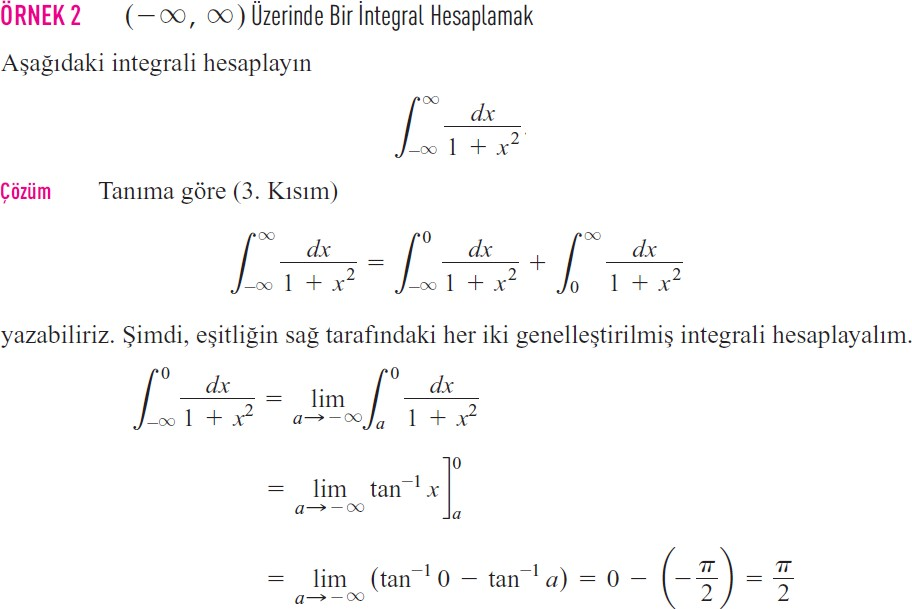 ÖRNEK 2 (−∞, ∞) Üzerinde Bir İntegral Hesaplamak
Aşağıdaki integrali hesaplayın
∫_{−∞}^{∞} dx / (1 + x²).
Çözüm Tanıma göre (3. Kısım)
∫_{−∞}^{∞} dx / (1 + x²) = ∫_{−∞}^{0} dx / (1 + x²) + ∫_{0}^{∞} dx / (1 + x²)
yazabiliriz. Şimdi, eşitliğin sağ tarafındaki her iki genelleştirilmiş integrali hesaplayalım.
∫_{−∞}^{0} dx / (1 + x²) = lim_{a→−∞} ∫_{a}^{0} dx / (1 + x²)
= lim_{a→−∞} tan⁻¹ x ]_{a}^{0}
= lim_{a→−∞} (tan⁻¹ 0 − tan⁻¹ a) = 0 − (−π/2) = π/2